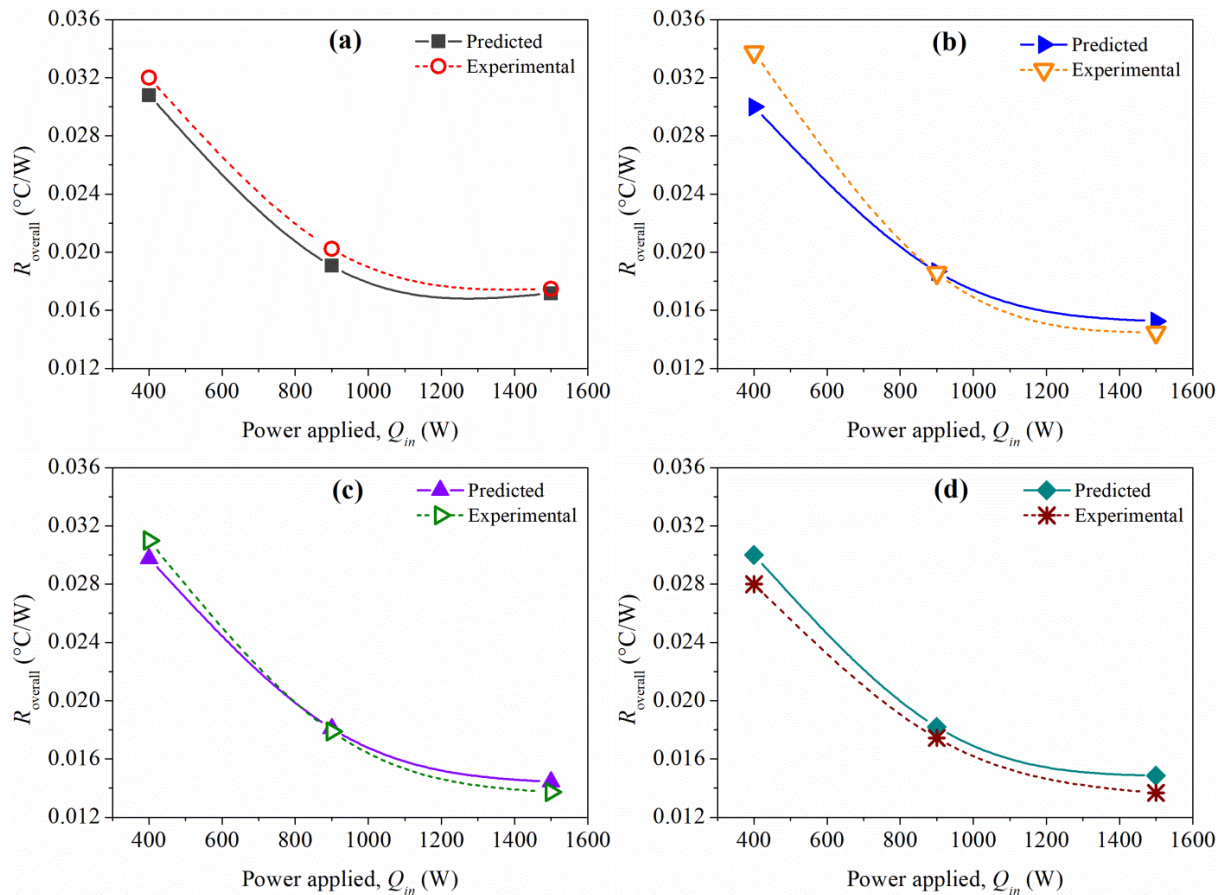 (a)
Predicted
Experimental
0.036
0.032
0.028
0.024
0.020
0.016
0.012
R_overall (°C/W)
400 600 800 1000 1200 1400 1600
Power applied, Q_in (W)
(b)
Predicted
Experimental
0.036
0.032
0.028
0.024
0.020
0.016
0.012
R_overall (°C/W)
400 600 800 1000 1200 1400 1600
Power applied, Q_in (W)
(c)
Predicted
Experimental
0.036
0.032
0.028
0.024
0.020
0.016
0.012
R_overall (°C/W)
400 600 800 1000 1200 1400 1600
Power applied, Q_in (W)
(d)
Predicted
Experimental
0.036
0.032
0.028
0.024
0.020
0.016
0.012
R_overall (°C/W)
400 600 800 1000 1200 1400 1600
Power applied, Q_in (W)